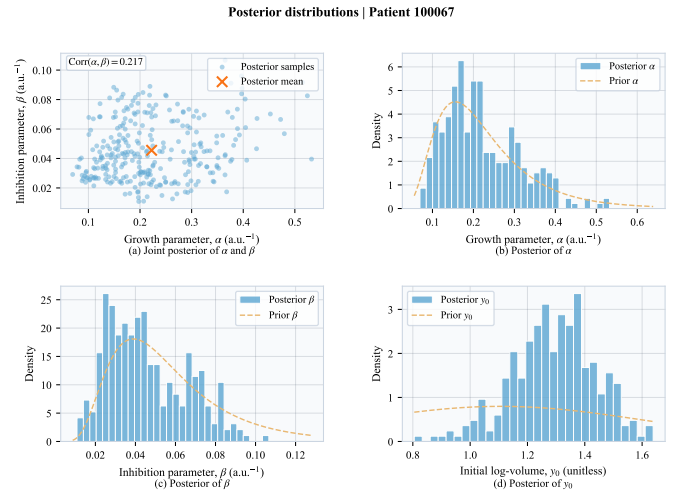 Posterior distributions | Patient 100067
Corr(α, β) = 0.217
Posterior samples
Posterior mean
Inhibition parameter, β (a.u.⁻¹)
0.10
0.08
0.06
0.04
0.02
0.1 0.2 0.3 0.4 0.5
Growth parameter, α (a.u.⁻¹)
(a) Joint posterior of α and β
Posterior α
Prior α
Density
6
5
4
3
2
1
0
0.1 0.2 0.3 0.4 0.5 0.6
Growth parameter, α (a.u.⁻¹)
(b) Posterior of α
Posterior β
Prior β
Density
25
20
15
10
5
0
0.02 0.04 0.06 0.08 0.10 0.12
Inhibition parameter, β (a.u.⁻¹)
(c) Posterior of β
Posterior y₀
Prior y₀
Density
3
2
1
0
0.8 1.0 1.2 1.4 1.6
Initial log-volume, y₀ (unitless)
(d) Posterior of y₀